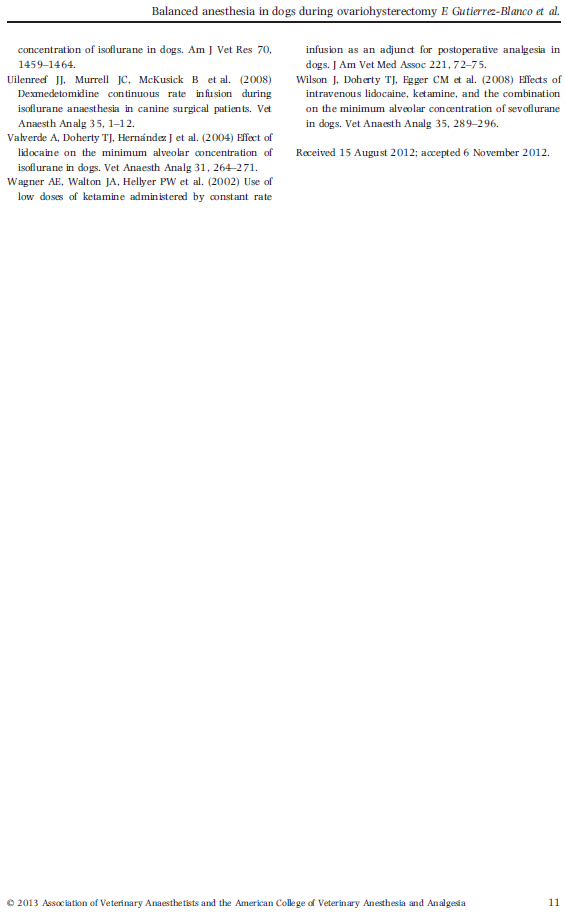 Balanced anesthesia in dogs during ovariohysterectomy E Gutierrez-Blanco et al.
concentration of isoflurane in dogs. Am J Vet Res 70,
1459–1464.
Uilenreef JJ, Murrell JC, McKusick B et al. (2008)
Dexmedetomidine continuous rate infusion during
isoflurane anaesthesia in canine surgical patients. Vet
Anaesth Analg 35, 1–12.
Valverde A, Doherty TJ, Hernández J et al. (2004) Effect of
lidocaine on the minimum alveolar concentration of
isoflurane in dogs. Vet Anaesth Analg 31, 264–271.
Wagner AE, Walton JA, Hellyer PW et al. (2002) Use of
low doses of ketamine administered by constant rate
infusion as an adjunct for postoperative analgesia in
dogs. J Am Vet Med Assoc 221, 72–75.
Wilson J, Doherty TJ, Egger CM et al. (2008) Effects of
intravenous lidocaine, ketamine, and the combination
on the minimum alveolar concentration of sevoflurane
in dogs. Vet Anaesth Analg 35, 289–296.
Received 15 August 2012; accepted 6 November 2012.
© 2013 Association of Veterinary Anaesthetists and the American College of Veterinary Anesthesia and Analgesia
11